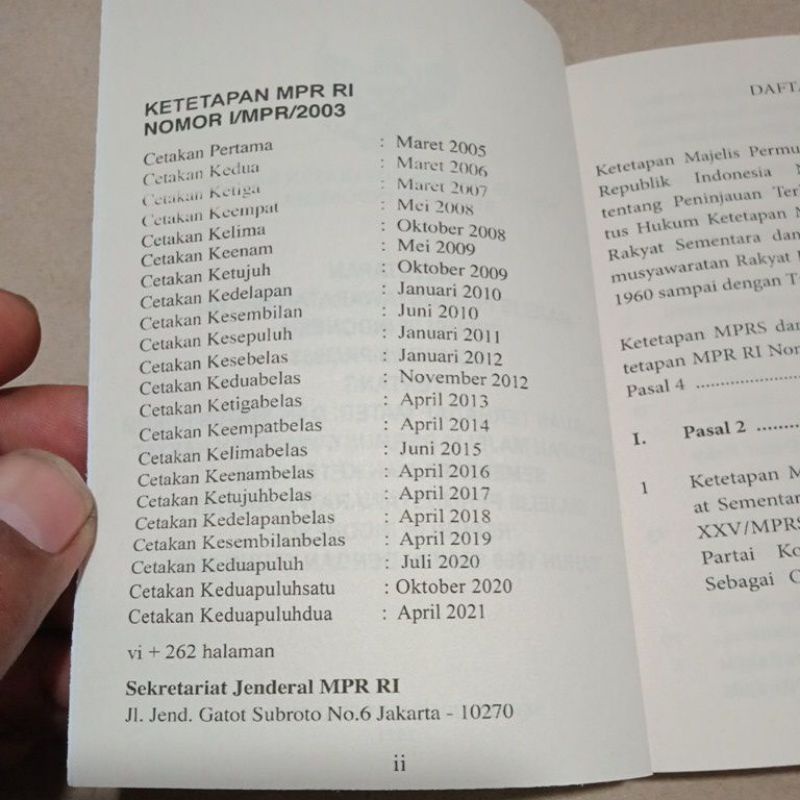 KETETAPAN MPR RI
NOMOR I/MPR/2003
Cetakan Pertama : Maret 2005
Cetakan Kedua : Maret 2006
Cetakan Ketiga : Maret 2007
Cetakan Keempat : Mei 2008
Cetakan Kelima : Oktober 2008
Cetakan Keenam : Mei 2009
Cetakan Ketujuh : Oktober 2009
Cetakan Kedelapan : Januari 2010
Cetakan Kesembilan : Juni 2010
Cetakan Kesepuluh : Januari 2011
Cetakan Kesebelas : Januari 2012
Cetakan Keduabelas : November 2012
Cetakan Ketigabelas : April 2013
Cetakan Keempatbelas : April 2014
Cetakan Kelimabelas : Juni 2015
Cetakan Keenambelas : April 2016
Cetakan Ketujuhbelas : April 2017
Cetakan Kedelapanbelas : April 2018
Cetakan Kesembilanbelas : April 2019
Cetakan Keduapuluh : Juli 2020
Cetakan Keduapuluhsatu : Oktober 2020
Cetakan Keduapuluhdua : April 2021
vi + 262 halaman
Sekretariat Jenderal MPR RI
Jl. Jend. Gatot Subroto No.6 Jakarta - 10270
ii
DAFTA
Ketetapan Majelis Permu
Republik Indonesia
tentang Peninjauan Ter
tus Hukum Ketetapan
Rakyat Sementara dan
musyawaratan Rakyat
1960 sampai dengan T
Ketetapan MPRS dan
tetapan MPR RI Nom
Pasal 4 ....................
I. Pasal 2 ........
1 Ketetapan M
at Sementar
XXV/MPRS
Partai Ko
Sebagai O